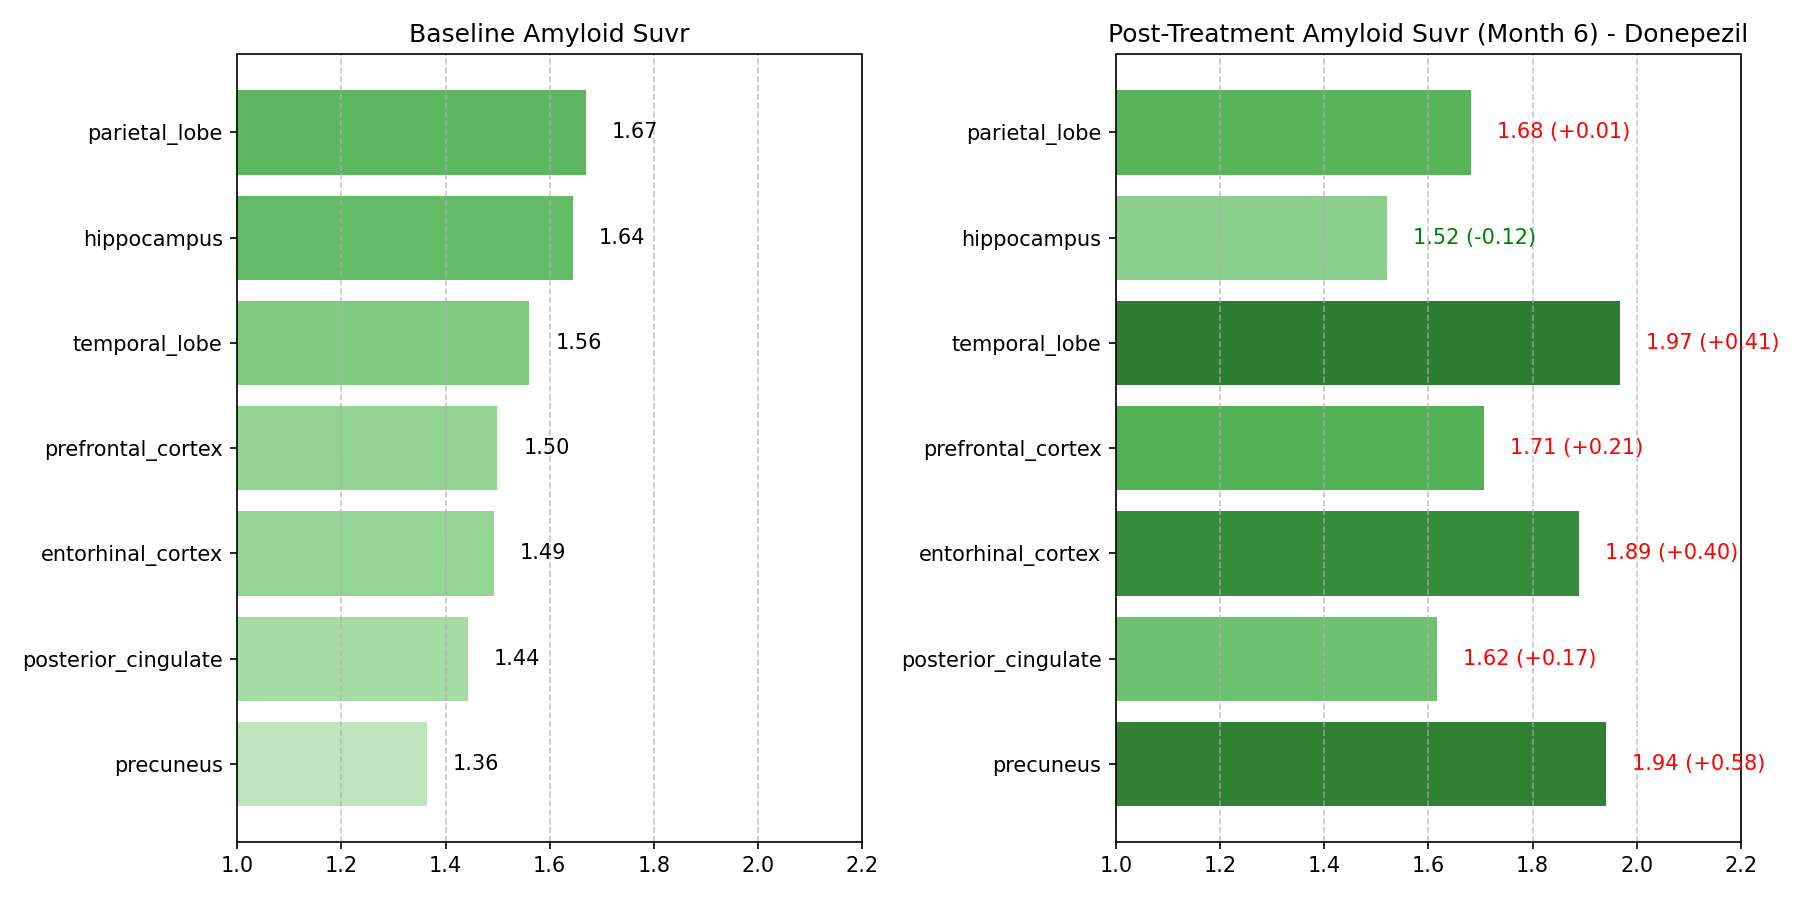 Baseline Amyloid Suvr
parietal_lobe
1.67
hippocampus
1.64
temporal_lobe
1.56
prefrontal_cortex
1.50
entorhinal_cortex
1.49
posterior_cingulate
1.44
precuneus
1.36
1.0 1.2 1.4 1.6 1.8 2.0 2.2
Post-Treatment Amyloid Suvr (Month 6) - Donepezil
parietal_lobe
1.68 (+0.01)
hippocampus
1.52 (-0.12)
temporal_lobe
1.97 (+0.41)
prefrontal_cortex
1.71 (+0.21)
entorhinal_cortex
1.89 (+0.40)
posterior_cingulate
1.62 (+0.17)
precuneus
1.94 (+0.58)
1.0 1.2 1.4 1.6 1.8 2.0 2.2